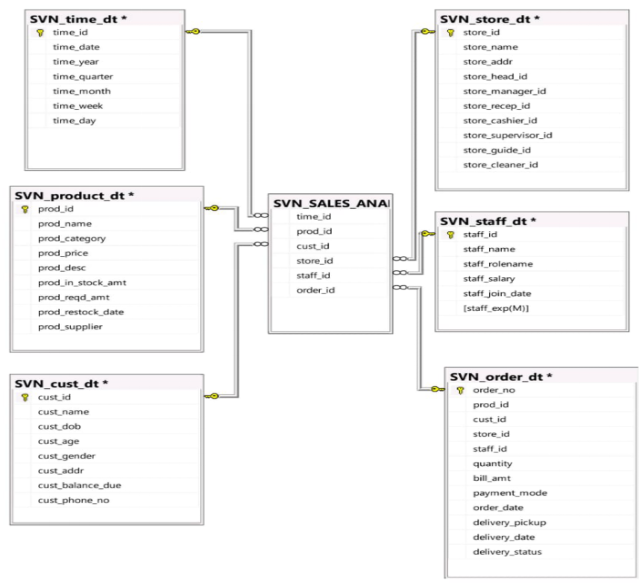 SVN_time_dt *
time_id
time_date
time_year
time_quarter
time_month
time_week
time_day
SVN_product_dt *
prod_id
prod_name
prod_category
prod_price
prod_desc
prod_in_stock_amt
prod_reqd_amt
prod_restock_date
prod_supplier
SVN_cust_dt *
cust_id
cust_name
cust_dob
cust_age
cust_gender
cust_addr
cust_balance_due
cust_phone_no
SVN_SALES_ANAI
time_id
prod_id
cust_id
store_id
staff_id
order_id
SVN_store_dt *
store_id
store_name
store_addr
store_head_id
store_manager_id
store_recep_id
store_cashier_id
store_supervisor_id
store_guide_id
store_cleaner_id
SVN_staff_dt *
staff_id
staff_name
staff_rolename
staff_salary
staff_join_date
[staff_exp(M)]
SVN_order_dt *
order_no
prod_id
cust_id
store_id
staff_id
quantity
bill_amt
payment_mode
order_date
delivery_pickup
delivery_date
delivery_status